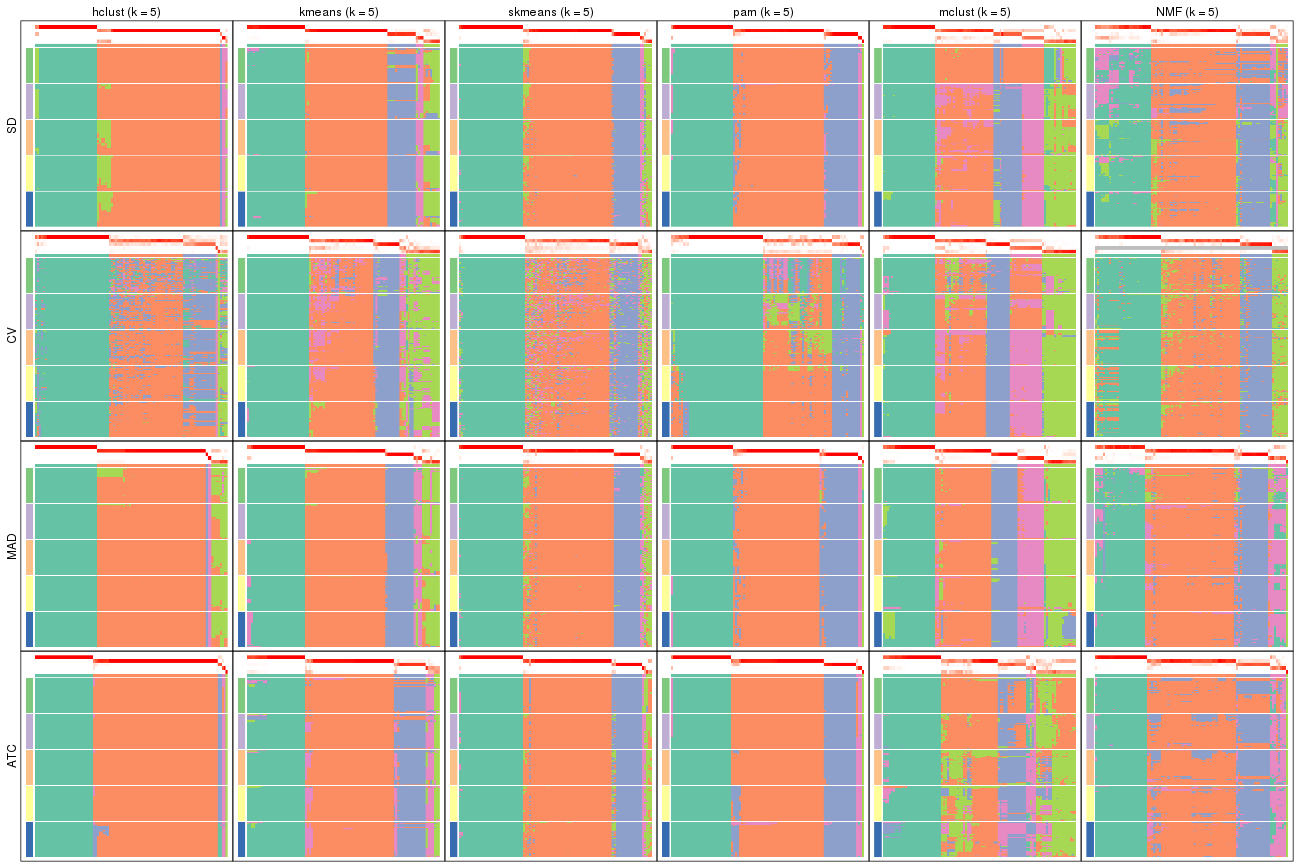 hclust (k = 5) kmeans (k = 5) skmeans (k = 5) pam (k = 5) mclust (k = 5) NMF (k = 5)
SD
CV
MAD
ATC